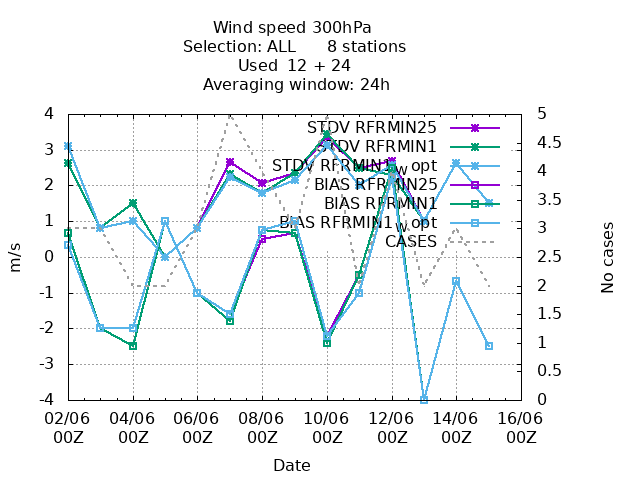 Wind speed 300hPa
Selection: ALL 8 stations
Used 12 + 24
Averaging window: 24h
4
3
2
1
0
-1
-2
-3
-4
m/s
5
4.5
4
3.5
3
2.5
2
1.5
1
0.5
0
No cases
STDV RFRMIN25
STDV RFRMIN1
STDV RFRMIN1w opt
BIAS RFRMIN25
BIAS RFRMIN1
BIAS RFRMIN1w opt
CASES
02/06 04/06 06/06 08/06 10/06 12/06 14/06 16/06
00Z 00Z 00Z 00Z 00Z 00Z 00Z 00Z
Date